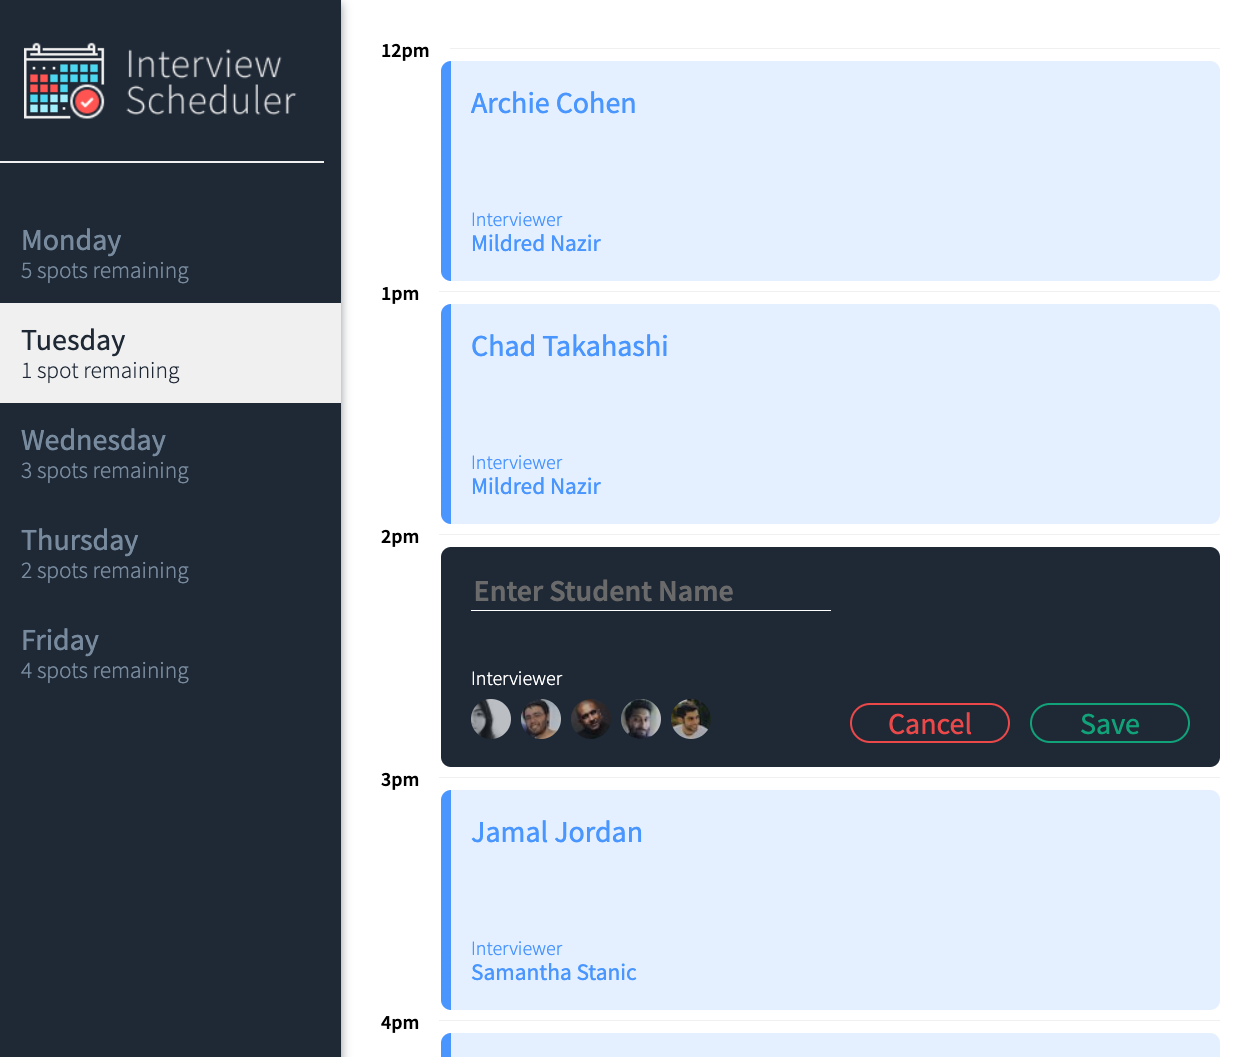 Interview
Scheduler
Monday
5 spots remaining
Tuesday
1 spot remaining
Wednesday
3 spots remaining
Thursday
2 spots remaining
Friday
4 spots remaining
12pm
Archie Cohen
Interviewer
Mildred Nazir
1pm
Chad Takahashi
Interviewer
Mildred Nazir
2pm
Enter Student Name
Interviewer
Cancel Save
3pm
Jamal Jordan
Interviewer
Samantha Stanic
4pm